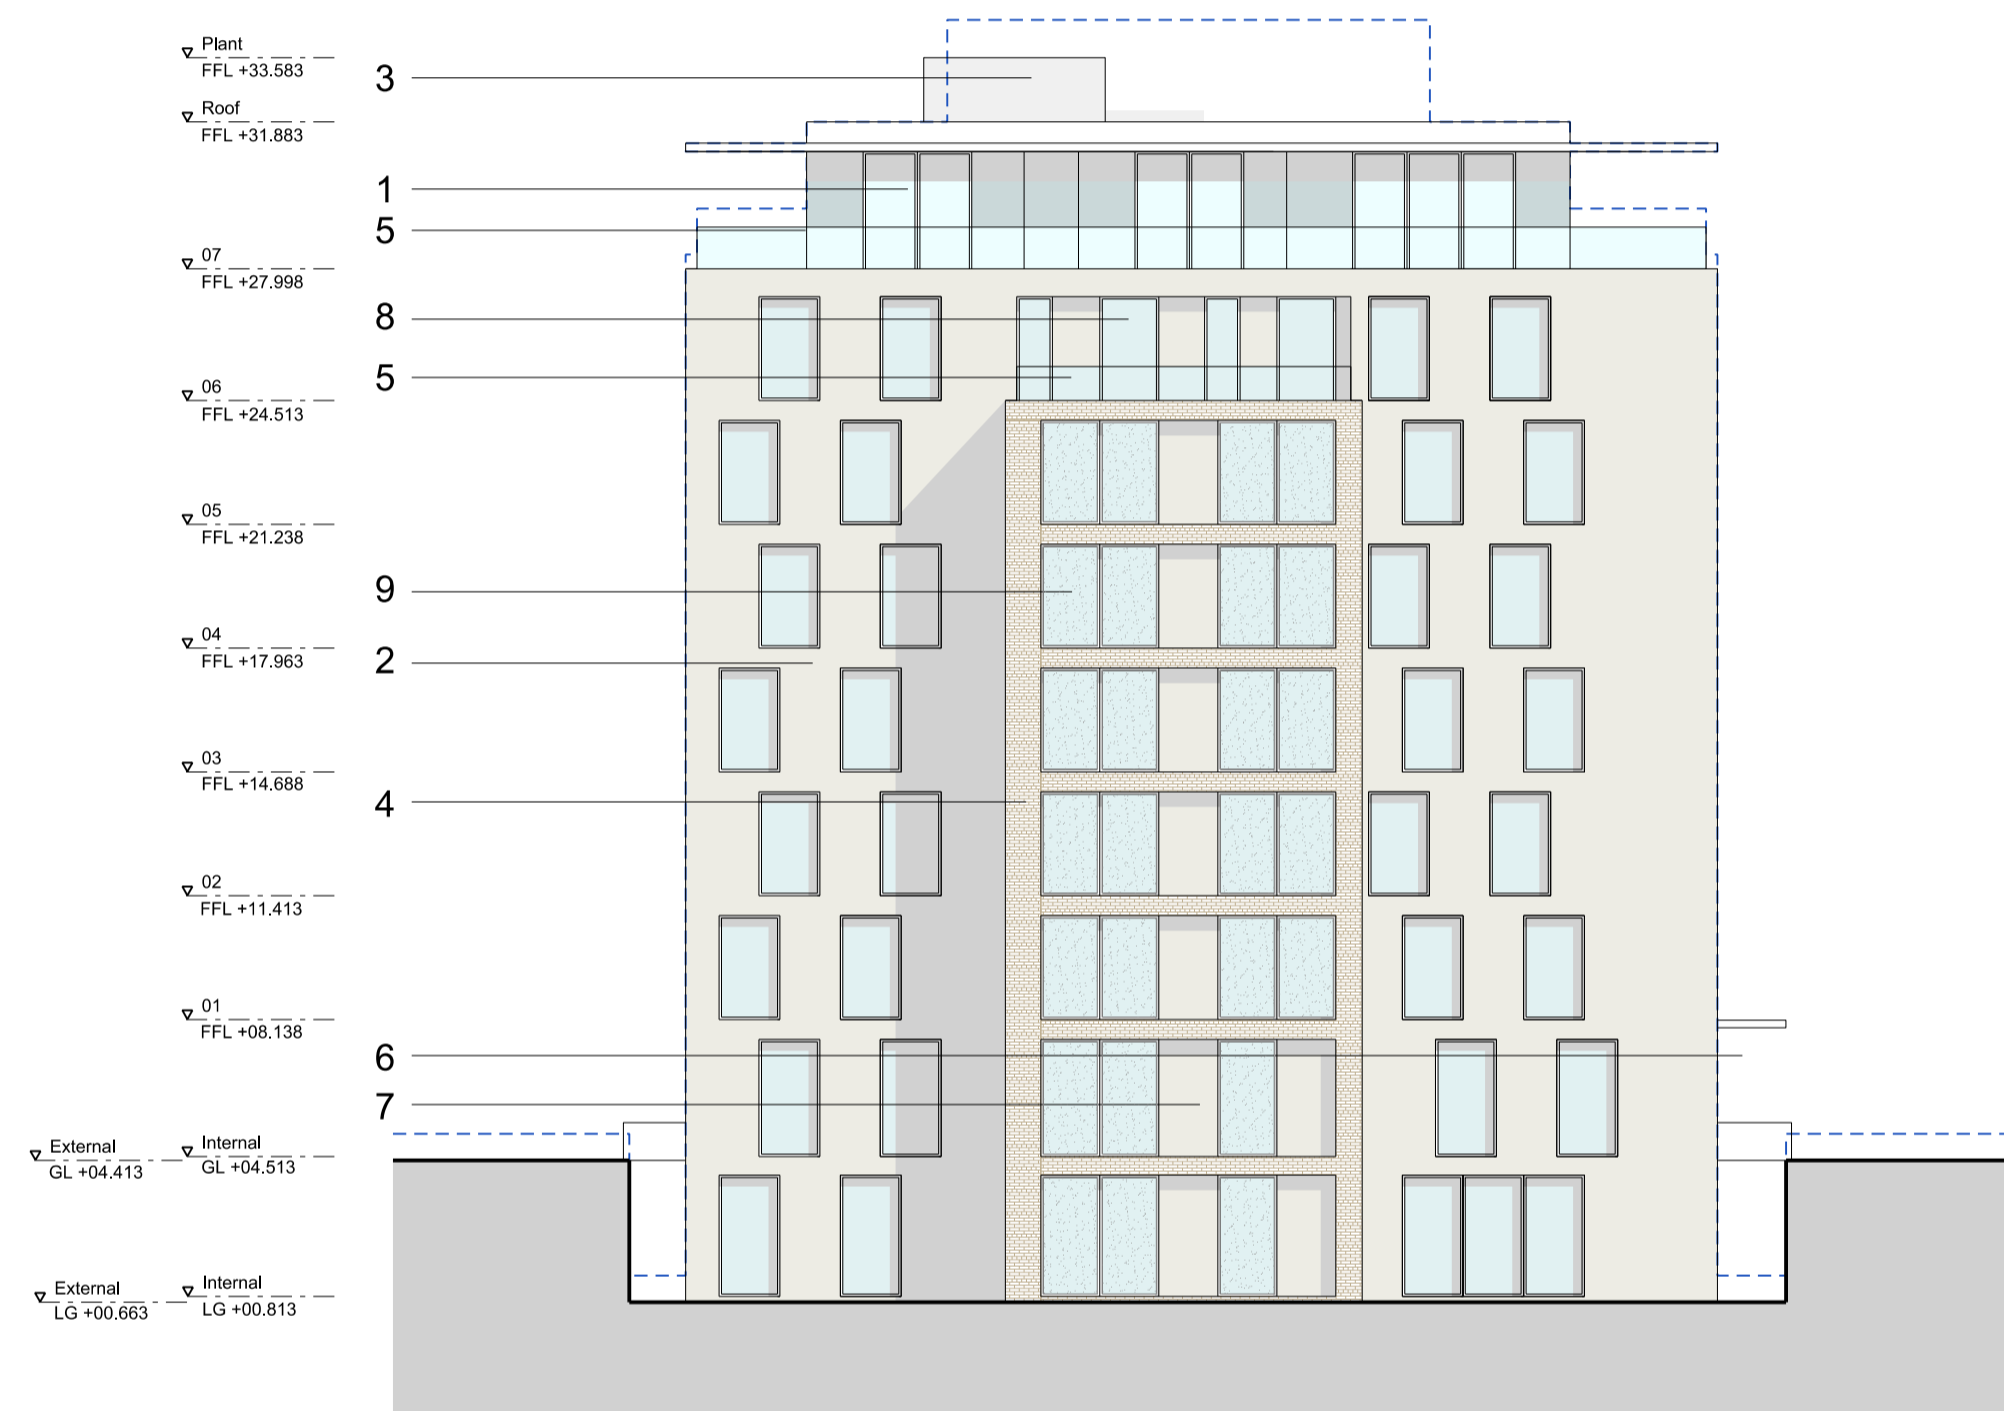 Plant
FFL +33.583
3
Roof
FFL +31.883
1
5
07
FFL +27.998
8
5
06
FFL +24.513
05
FFL +21.238
9
04
FFL +17.963
2
03
FFL +14.688
4
02
FFL +11.413
01
FFL +08.138
6
7
External
GL +04.413
Internal
GL +04.513
External
LG +00.663
Internal
LG +00.813